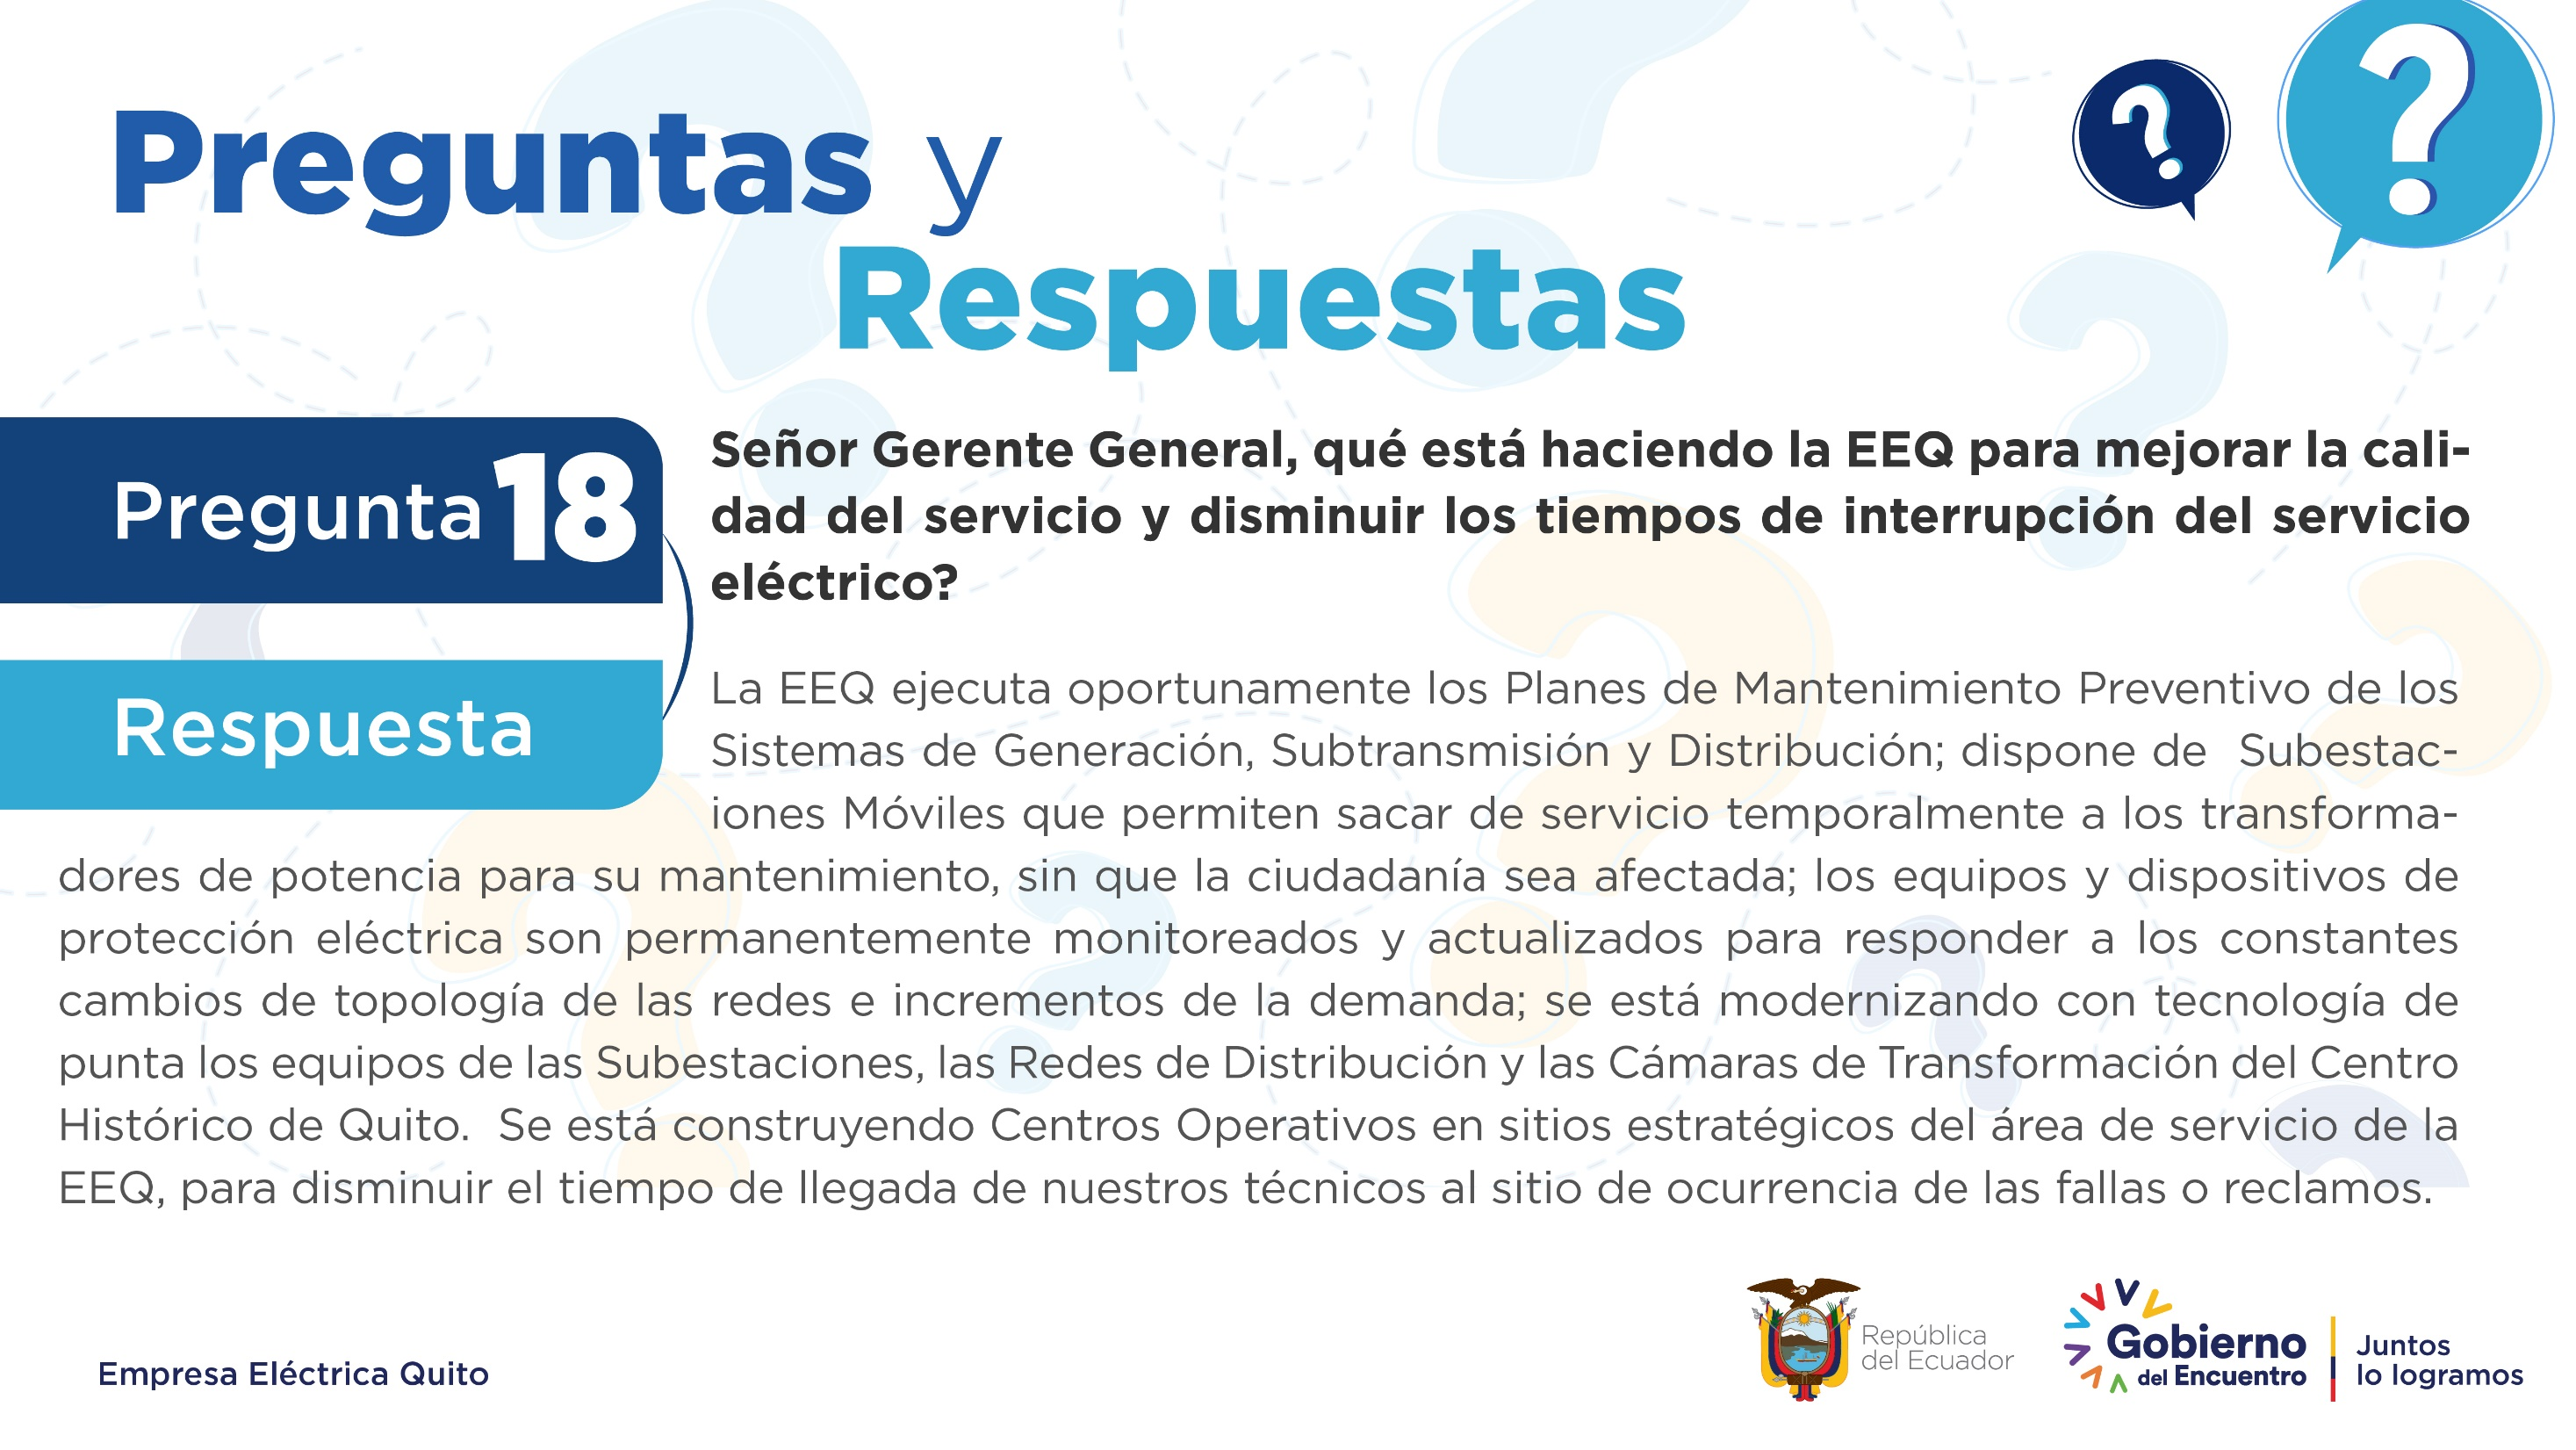 Preguntas y
Respuestas
Pregunta 18
Señor Gerente General, qué está haciendo la EEQ para mejorar la cali-
dad del servicio y disminuir los tiempos de interrupción del servicio
eléctrico?
Respuesta
La EEQ ejecuta oportunamente los Planes de Mantenimiento Preventivo de los
Sistemas de Generación, Subtransmisión y Distribución; dispone de  Subestac-
iones Móviles que permiten sacar de servicio temporalmente a los transforma-
dores de potencia para su mantenimiento, sin que la ciudadanía sea afectada; los equipos y dispositivos de
protección eléctrica son permanentemente monitoreados y actualizados para responder a los constantes
cambios de topología de las redes e incrementos de la demanda; se está modernizando con tecnología de
punta los equipos de las Subestaciones, las Redes de Distribución y las Cámaras de Transformación del Centro
Histórico de Quito.  Se está construyendo Centros Operativos en sitios estratégicos del área de servicio de la
EEQ, para disminuir el tiempo de llegada de nuestros técnicos al sitio de ocurrencia de las fallas o reclamos.
Empresa Eléctrica Quito
República
del Ecuador
Gobierno
del Encuentro
Juntos
lo logramos